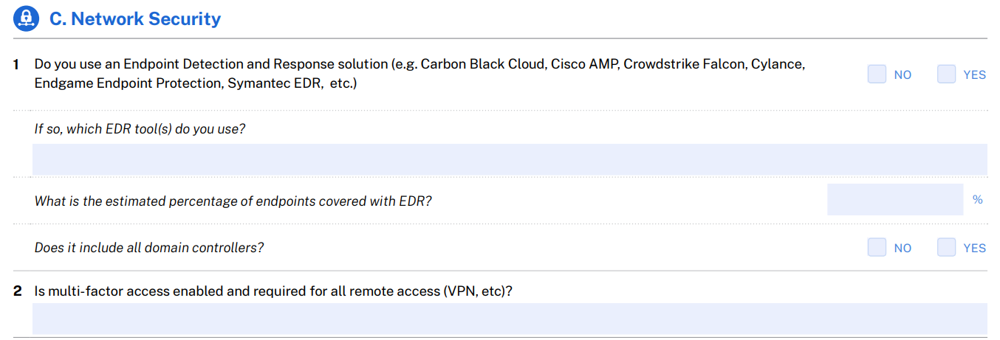 C. Network Security
1 Do you use an Endpoint Detection and Response solution (e.g. Carbon Black Cloud, Cisco AMP, Crowdstrike Falcon, Cylance,
Endgame Endpoint Protection, Symantec EDR, etc.)
NO YES
If so, which EDR tool(s) do you use?
What is the estimated percentage of endpoints covered with EDR? %
Does it include all domain controllers? NO YES
2 Is multi-factor access enabled and required for all remote access (VPN, etc)?